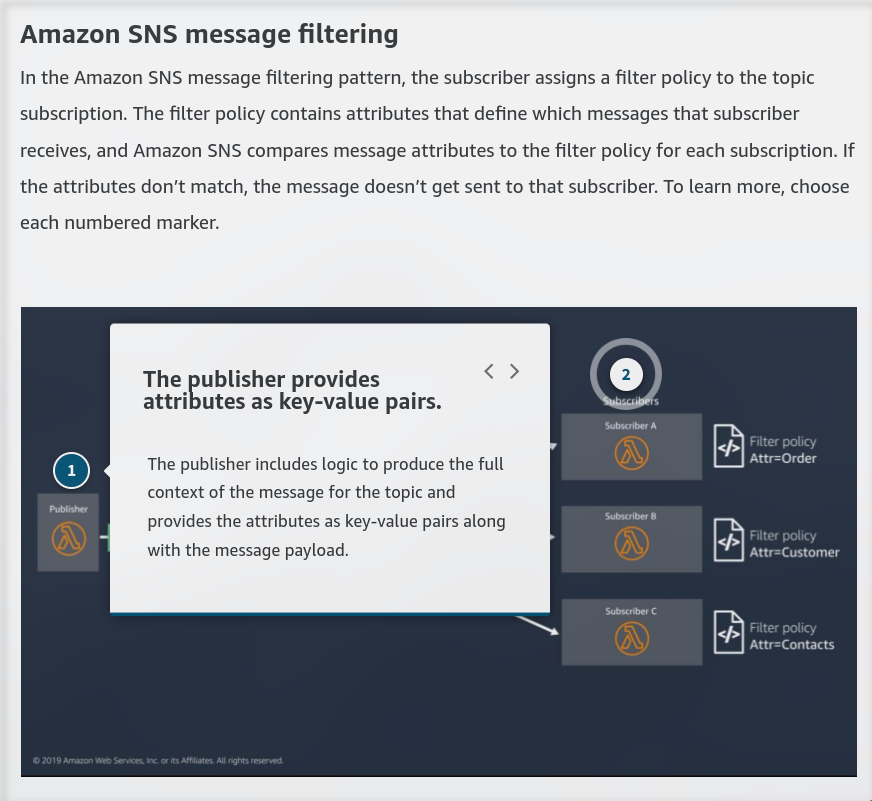 Amazon SNS message filtering
In the Amazon SNS message filtering pattern, the subscriber assigns a filter policy to the topic
subscription. The filter policy contains attributes that define which messages that subscriber
receives, and Amazon SNS compares message attributes to the filter policy for each subscription. If
the attributes don’t match, the message doesn’t get sent to that subscriber. To learn more, choose
each numbered marker.
The publisher provides
attributes as key-value pairs.
The publisher includes logic to produce the full
context of the message for the topic and
provides the attributes as key-value pairs along
with the message payload.
1
Publisher
2
Subscribers
Subscriber A
</>
Filter policy
Attr=Order
Subscriber B
</>
Filter policy
Attr=Customer
Subscriber C
</>
Filter policy
Attr=Contacts
© 2019 Amazon Web Services, Inc. or its Affiliates. All rights reserved.